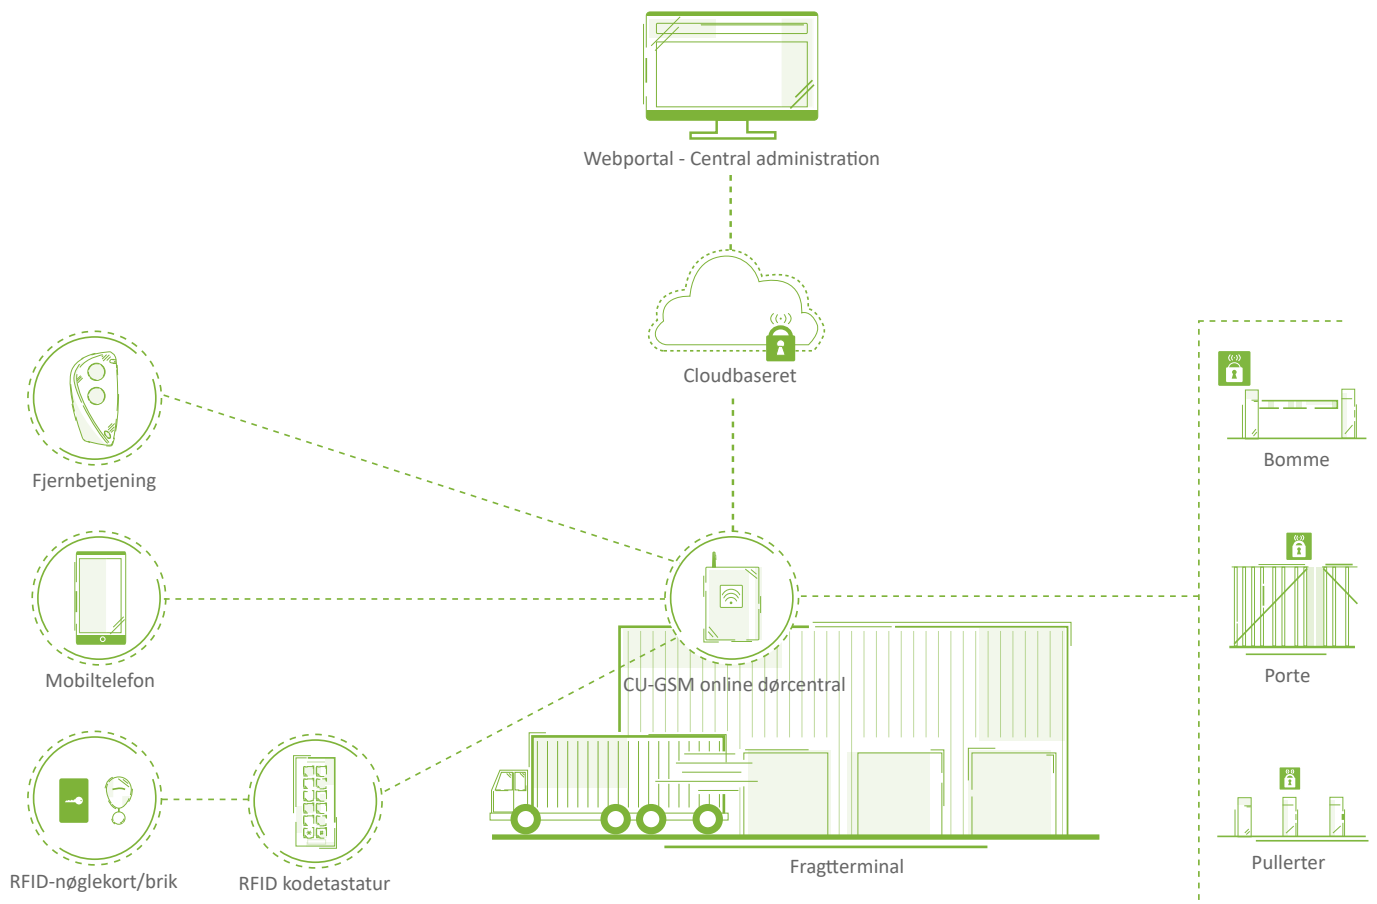 Webportal - Central administration
Cloudbaseret
Fjernbetjening
Bomme
Mobiltelefon
CU-GSM online dørcentral
Porte
RFID-nøglekort/brik
RFID kodetastatur
Fragtterminal
Pullerter